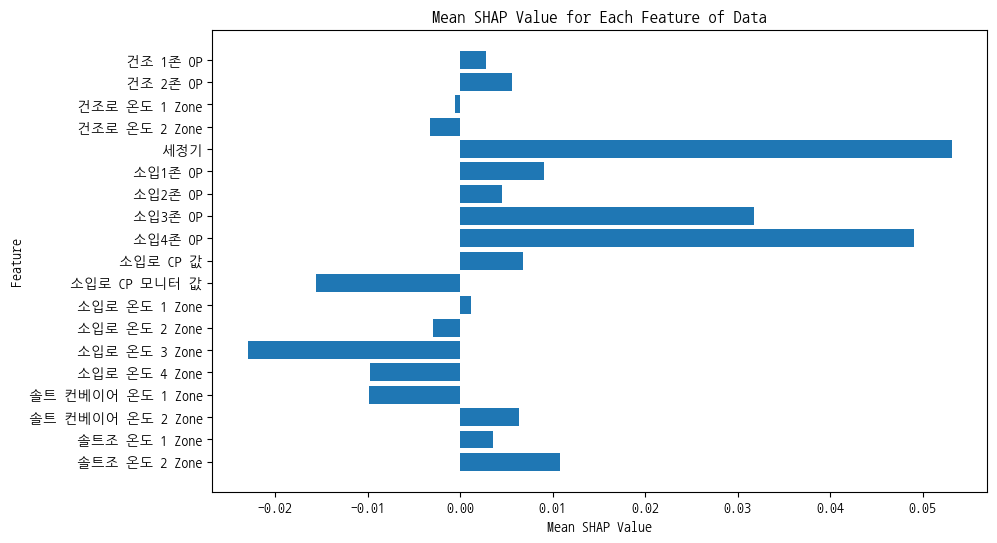 Mean SHAP Value for Each Feature of Data
Feature
건조 1존 OP
건조 2존 OP
건조로 온도 1 Zone
건조로 온도 2 Zone
세정기
소입1존 OP
소입2존 OP
소입3존 OP
소입4존 OP
소입로 CP 값
소입로 CP 모니터 값
소입로 온도 1 Zone
소입로 온도 2 Zone
소입로 온도 3 Zone
소입로 온도 4 Zone
솔트 컨베이어 온도 1 Zone
솔트 컨베이어 온도 2 Zone
솔트조 온도 1 Zone
솔트조 온도 2 Zone
−0.02 −0.01 0.00 0.01 0.02 0.03 0.04 0.05
Mean SHAP Value